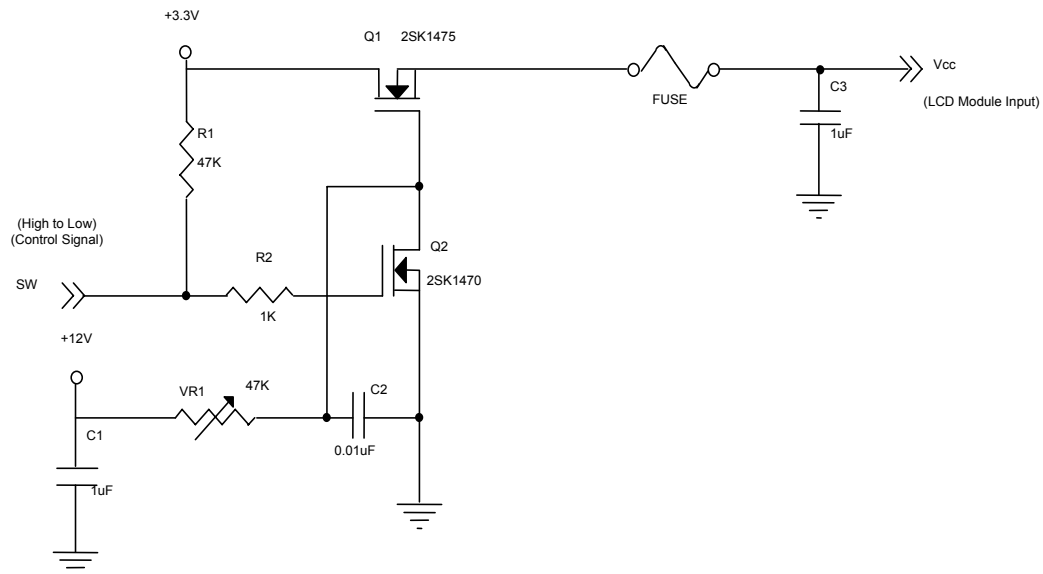 +3.3V
Q1 2SK1475
Vcc
C3
FUSE
(LCD Module Input)
R1
1uF
47K
(High to Low)
(Control Signal)
Q2
R2
SW
2SK1470
1K
+12V
VR1
47K
C2
C1
0.01uF
1uF